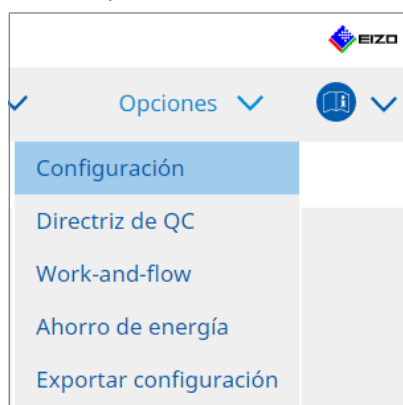 EIZO
Opciones
Configuración
Directriz de QC
Work-and-flow
Ahorro de energía
Exportar configuración